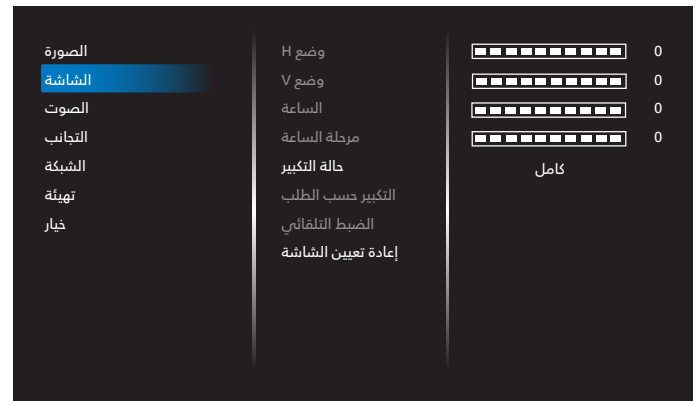 الصورة
الشاشة
الصوت
التجانب
الشبكة
تهيئة
خيار
وضع H 0
وضع V 0
الساعة 0
مرحلة الساعة 0
حالة التكبير كامل
التكبير حسب الطلب
الضبط التلقائي
إعادة تعيين الشاشة